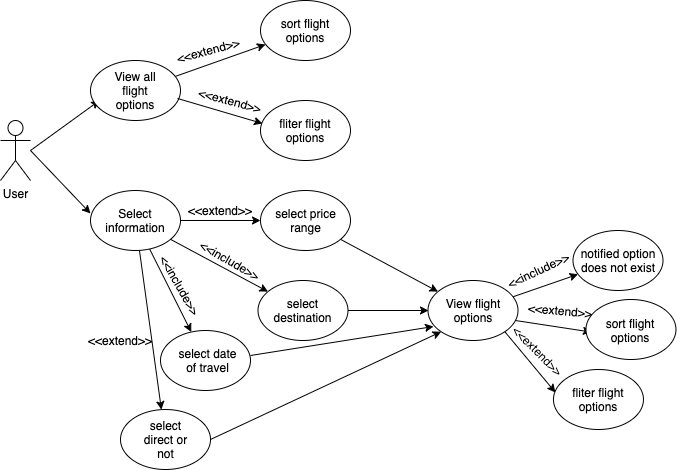 sort flight
options
<<extend>>
View all
flight
options
<<extend>>
fliter flight
options
User
Select
information
<<extend>>
select price
range
<<include>>
<<include>>
<<extend>>
select
destination
select date
of travel
select
direct or
not
View flight
options
<<include>>
notified option
does not exist
<<extend>>
sort flight
options
<<extend>>
fliter flight
options